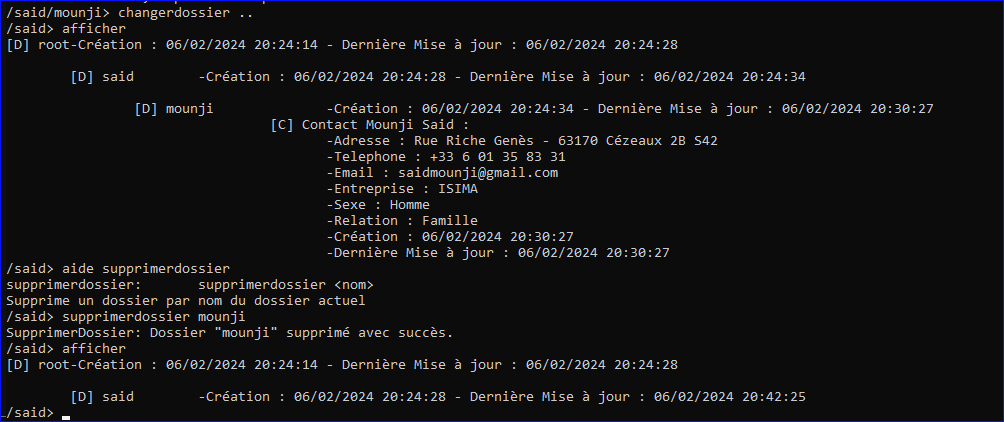 /said/mounji> changerdossier ..
/said> afficher
[D] root-Création : 06/02/2024 20:24:14 - Dernière Mise à jour : 06/02/2024 20:24:28
[D] said -Création : 06/02/2024 20:24:28 - Dernière Mise à jour : 06/02/2024 20:24:34
[D] mounji -Création : 06/02/2024 20:24:34 - Dernière Mise à jour : 06/02/2024 20:30:27
[C] Contact Mounji Said :
-Adresse : Rue Riche Genès - 63170 Cézeaux 2B S42
-Telephone : +33 6 01 35 83 31
-Email : saidmounji@gmail.com
-Entreprise : ISIMA
-Sexe : Homme
-Relation : Famille
-Création : 06/02/2024 20:30:27
-Dernière Mise à jour : 06/02/2024 20:30:27
/said> aide supprimerdossier
supprimerdossier: supprimerdossier <nom>
Supprime un dossier par nom du dossier actuel
/said> supprimerdossier mounji
SupprimerDossier: Dossier "mounji" supprimé avec succès.
/said> afficher
[D] root-Création : 06/02/2024 20:24:14 - Dernière Mise à jour : 06/02/2024 20:24:28
[D] said -Création : 06/02/2024 20:24:28 - Dernière Mise à jour : 06/02/2024 20:42:25
/said>